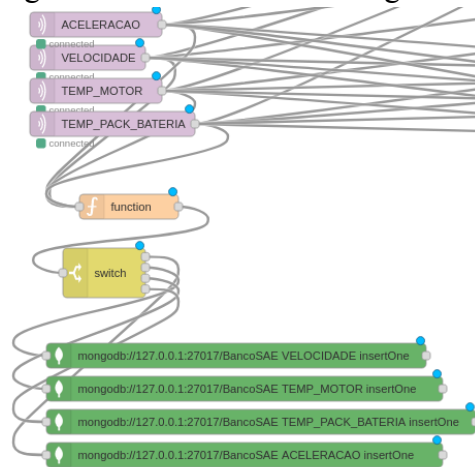 ACELERACAO
connected
VELOCIDADE
connected
TEMP_MOTOR
connected
TEMP_PACK_BATERIA
connected
function
switch
mongodb://127.0.0.1:27017/BancoSAE VELOCIDADE insertOne
mongodb://127.0.0.1:27017/BancoSAE TEMP_MOTOR insertOne
mongodb://127.0.0.1:27017/BancoSAE TEMP_PACK_BATERIA insertOne
mongodb://127.0.0.1:27017/BancoSAE ACELERACAO insertOne